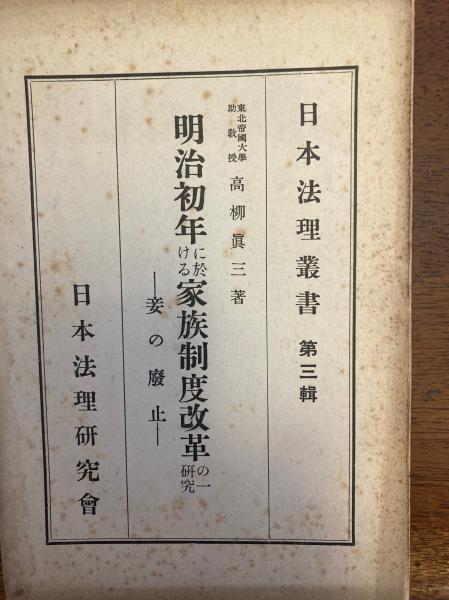 日本法理叢書 第三輯
東北帝國大學助教授 高柳眞三著
明治初年に於ける家族制度改革の一研究
―妾の廢止―
日本法理研究會